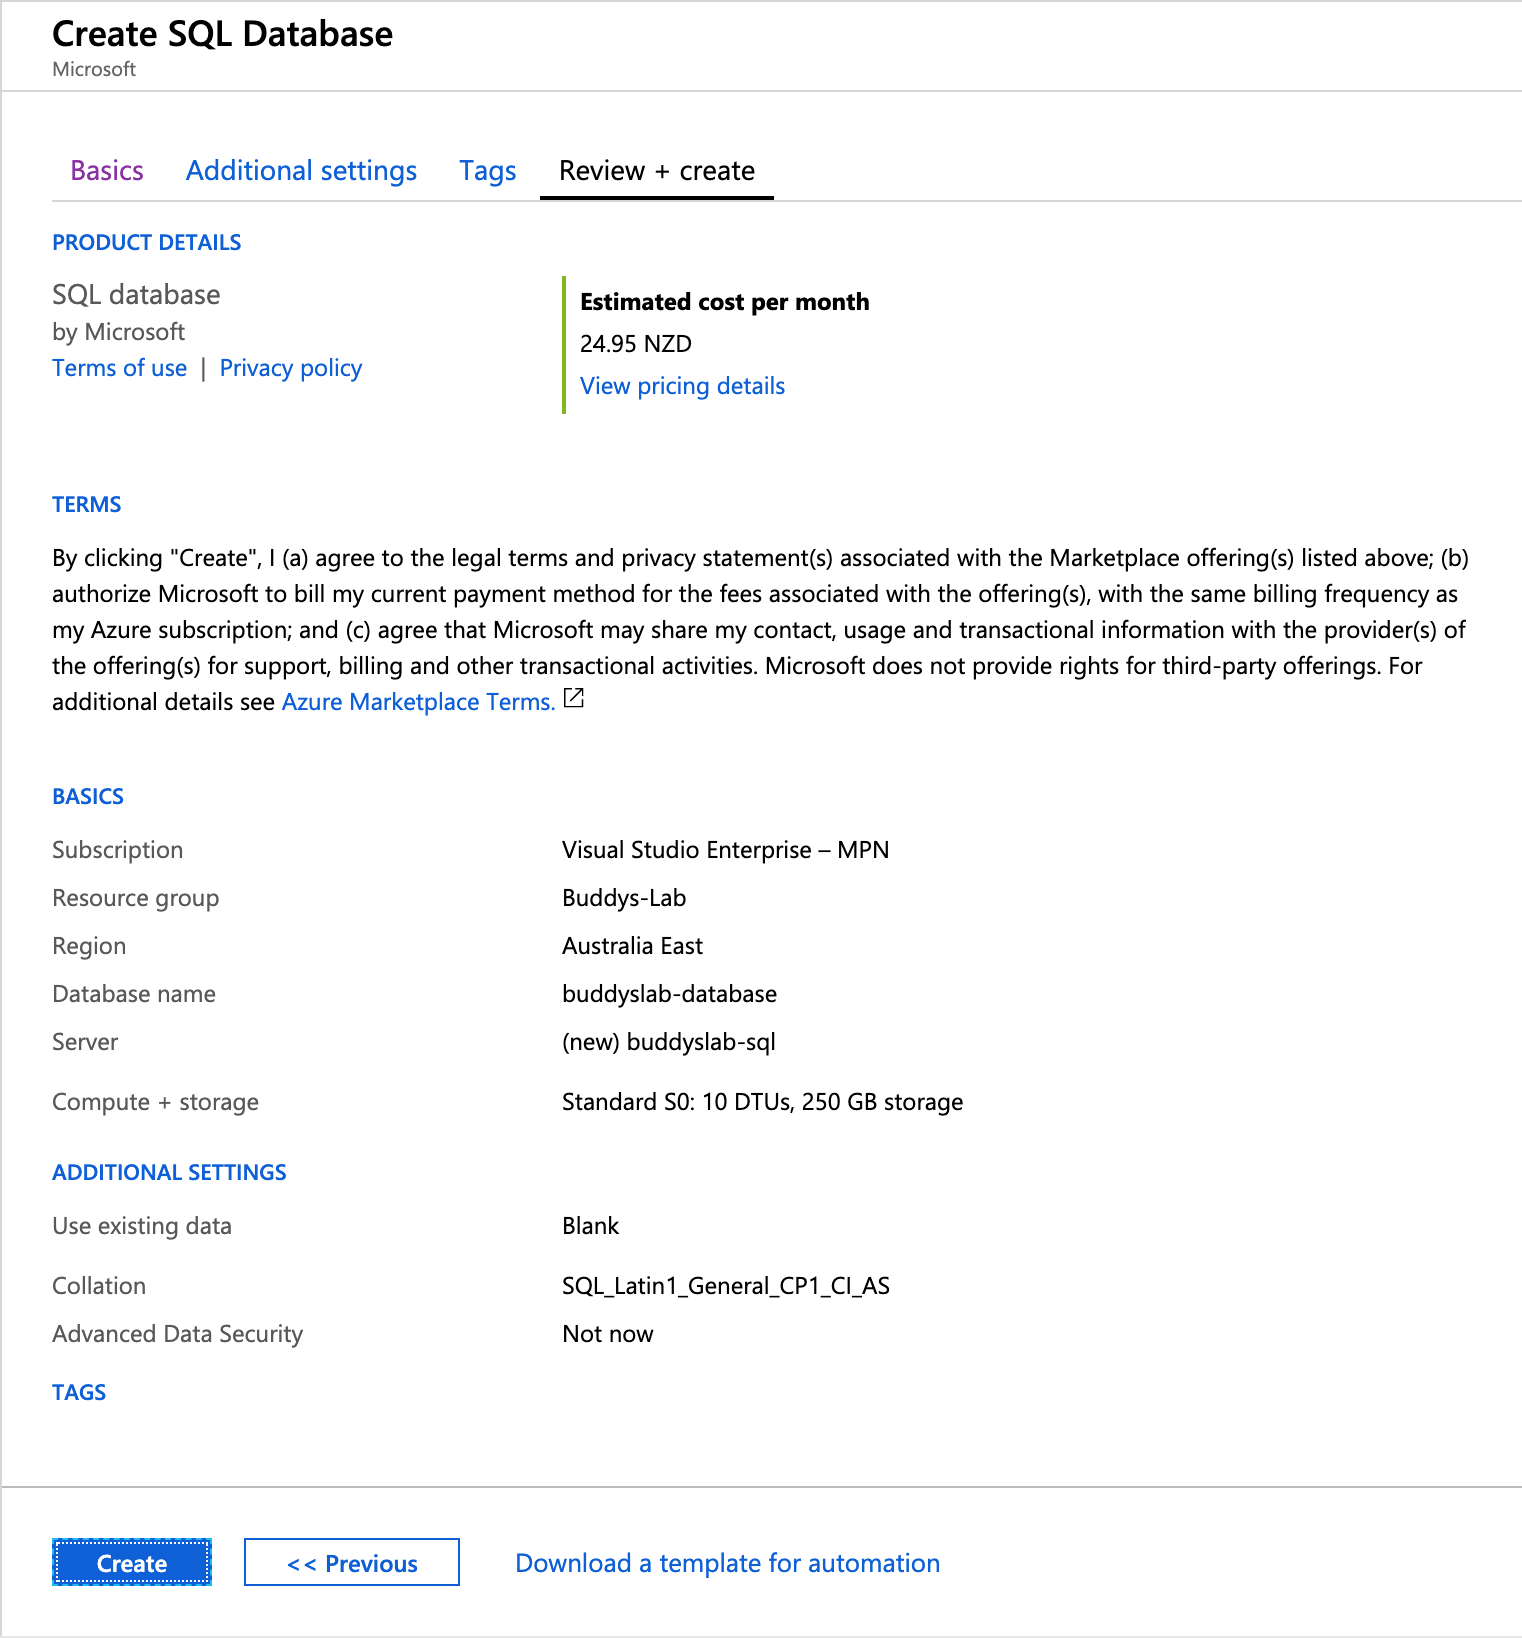 Create SQL Database
Microsoft
Basics Additional settings Tags Review + create
PRODUCT DETAILS
SQL database
by Microsoft
Terms of use | Privacy policy
Estimated cost per month
24.95 NZD
View pricing details
TERMS
By clicking "Create", I (a) agree to the legal terms and privacy statement(s) associated with the Marketplace offering(s) listed above; (b)
authorize Microsoft to bill my current payment method for the fees associated with the offering(s), with the same billing frequency as
my Azure subscription; and (c) agree that Microsoft may share my contact, usage and transactional information with the provider(s) of
the offering(s) for support, billing and other transactional activities. Microsoft does not provide rights for third-party offerings. For
additional details see Azure Marketplace Terms.
BASICS
Subscription Visual Studio Enterprise – MPN
Resource group Buddys-Lab
Region Australia East
Database name buddyslab-database
Server (new) buddyslab-sql
Compute + storage Standard S0: 10 DTUs, 250 GB storage
ADDITIONAL SETTINGS
Use existing data Blank
Collation SQL_Latin1_General_CP1_CI_AS
Advanced Data Security Not now
TAGS
Create << Previous Download a template for automation